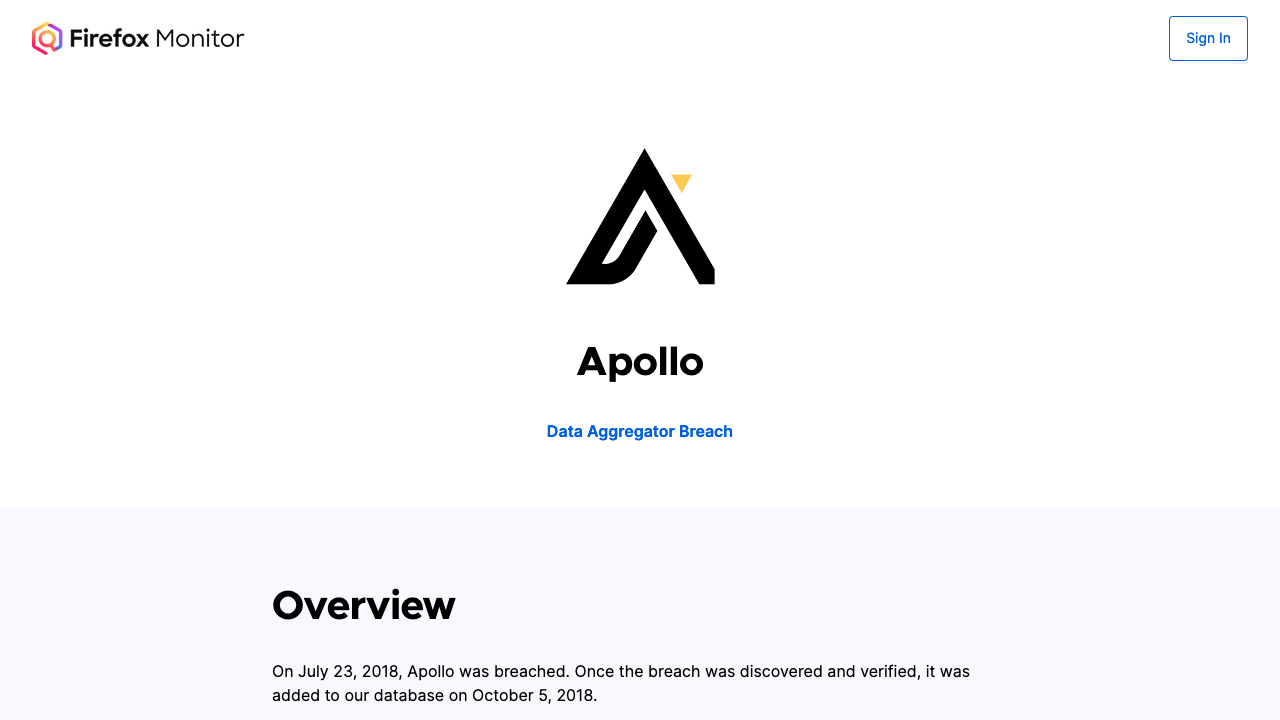 Firefox Monitor
Sign In
Apollo
Data Aggregator Breach
Overview
On July 23, 2018, Apollo was breached. Once the breach was discovered and verified, it was
added to our database on October 5, 2018.